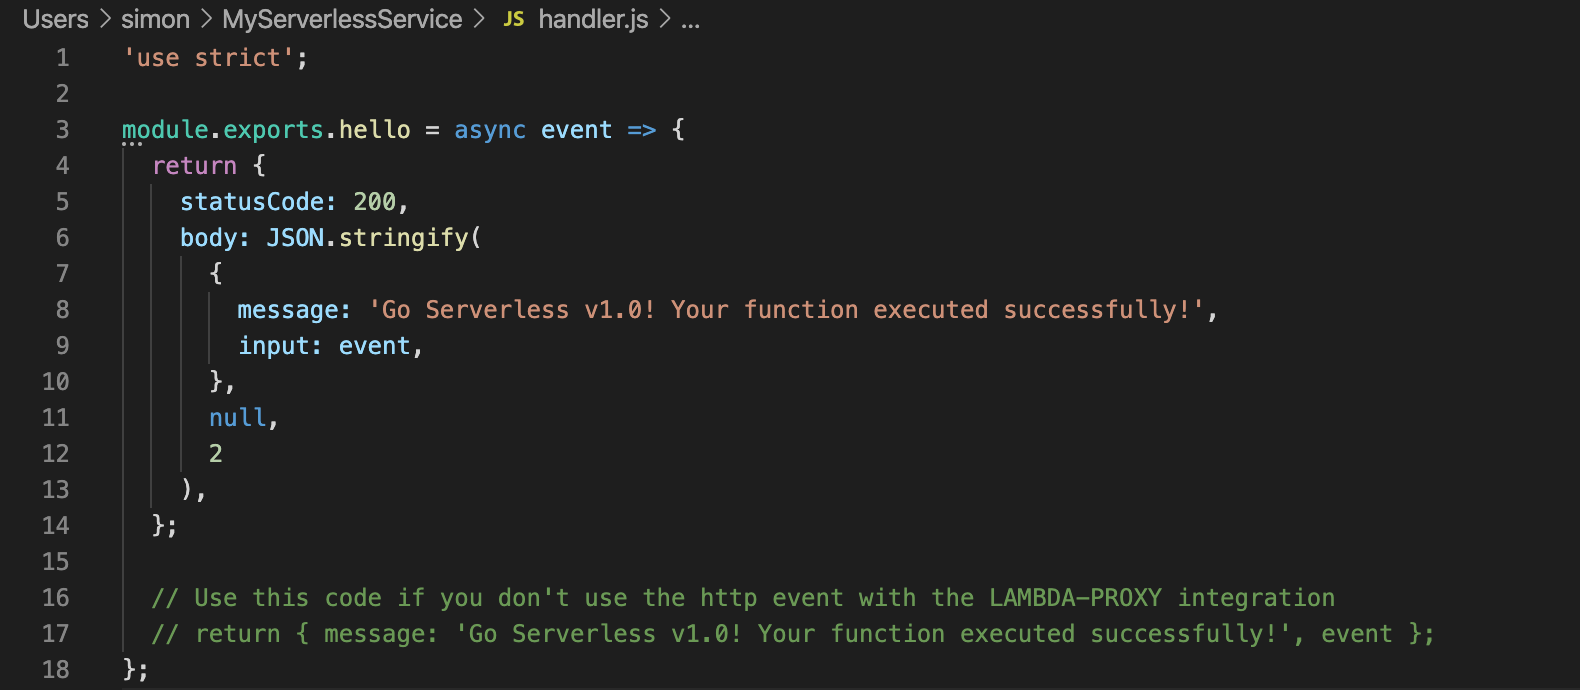 Users > simon > MyServerlessService > JS handler.js > ...
1 'use strict';
2
3 module.exports.hello = async event => {
4 return {
5 statusCode: 200,
6 body: JSON.stringify(
7 {
8 message: 'Go Serverless v1.0! Your function executed successfully!',
9 input: event,
10 },
11 null,
12 2
13 ),
14 };
15
16 // Use this code if you don't use the http event with the LAMBDA-PROXY integration
17 // return { message: 'Go Serverless v1.0! Your function executed successfully!', event };
18 };